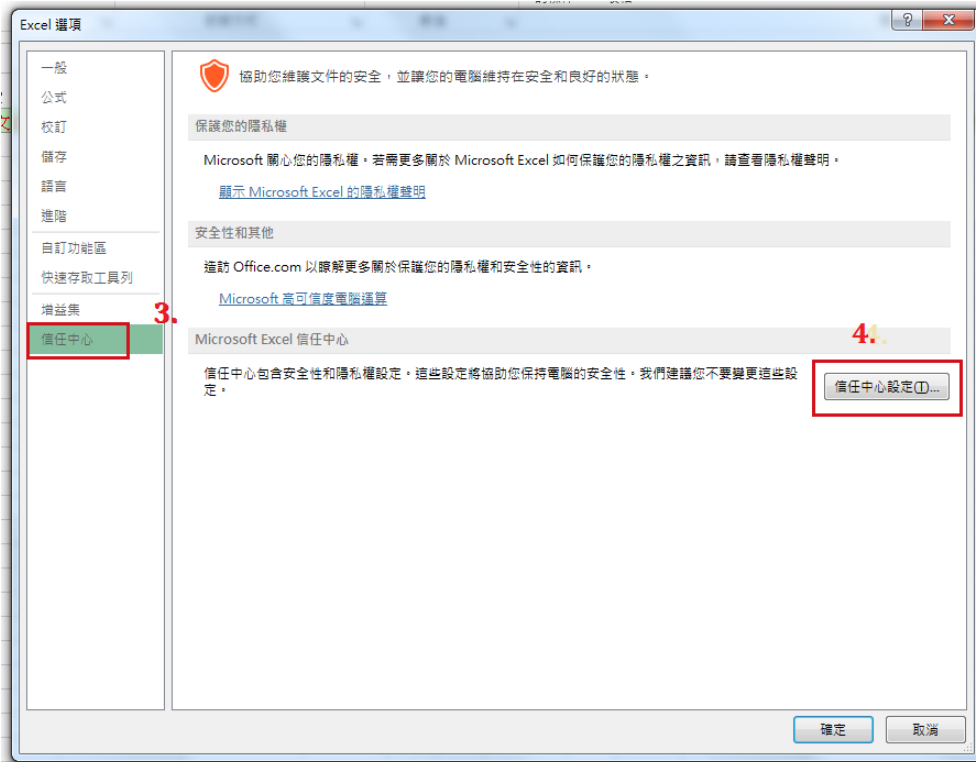 Excel 選項
一般
公式
校訂
儲存
語言
進階
自訂功能區
快速存取工具列
增益集
3.
信任中心
協助您維護文件的安全，並讓您的電腦維持在安全和良好的狀態。
保護您的隱私權
Microsoft 關心您的隱私權。若需更多關於 Microsoft Excel 如何保護您的隱私權之資訊，請查看隱私權聲明。
顯示 Microsoft Excel 的隱私權聲明
安全性和其他
造訪 Office.com 以瞭解更多關於保護您的隱私權和安全性的資訊。
Microsoft 高可信度電腦運算
Microsoft Excel 信任中心
4.
信任中心包含安全性和隱私權設定。這些設定將協助您保持電腦的安全性。我們建議您不要變更這些設
定。
信任中心設定(T)...
確定
取消